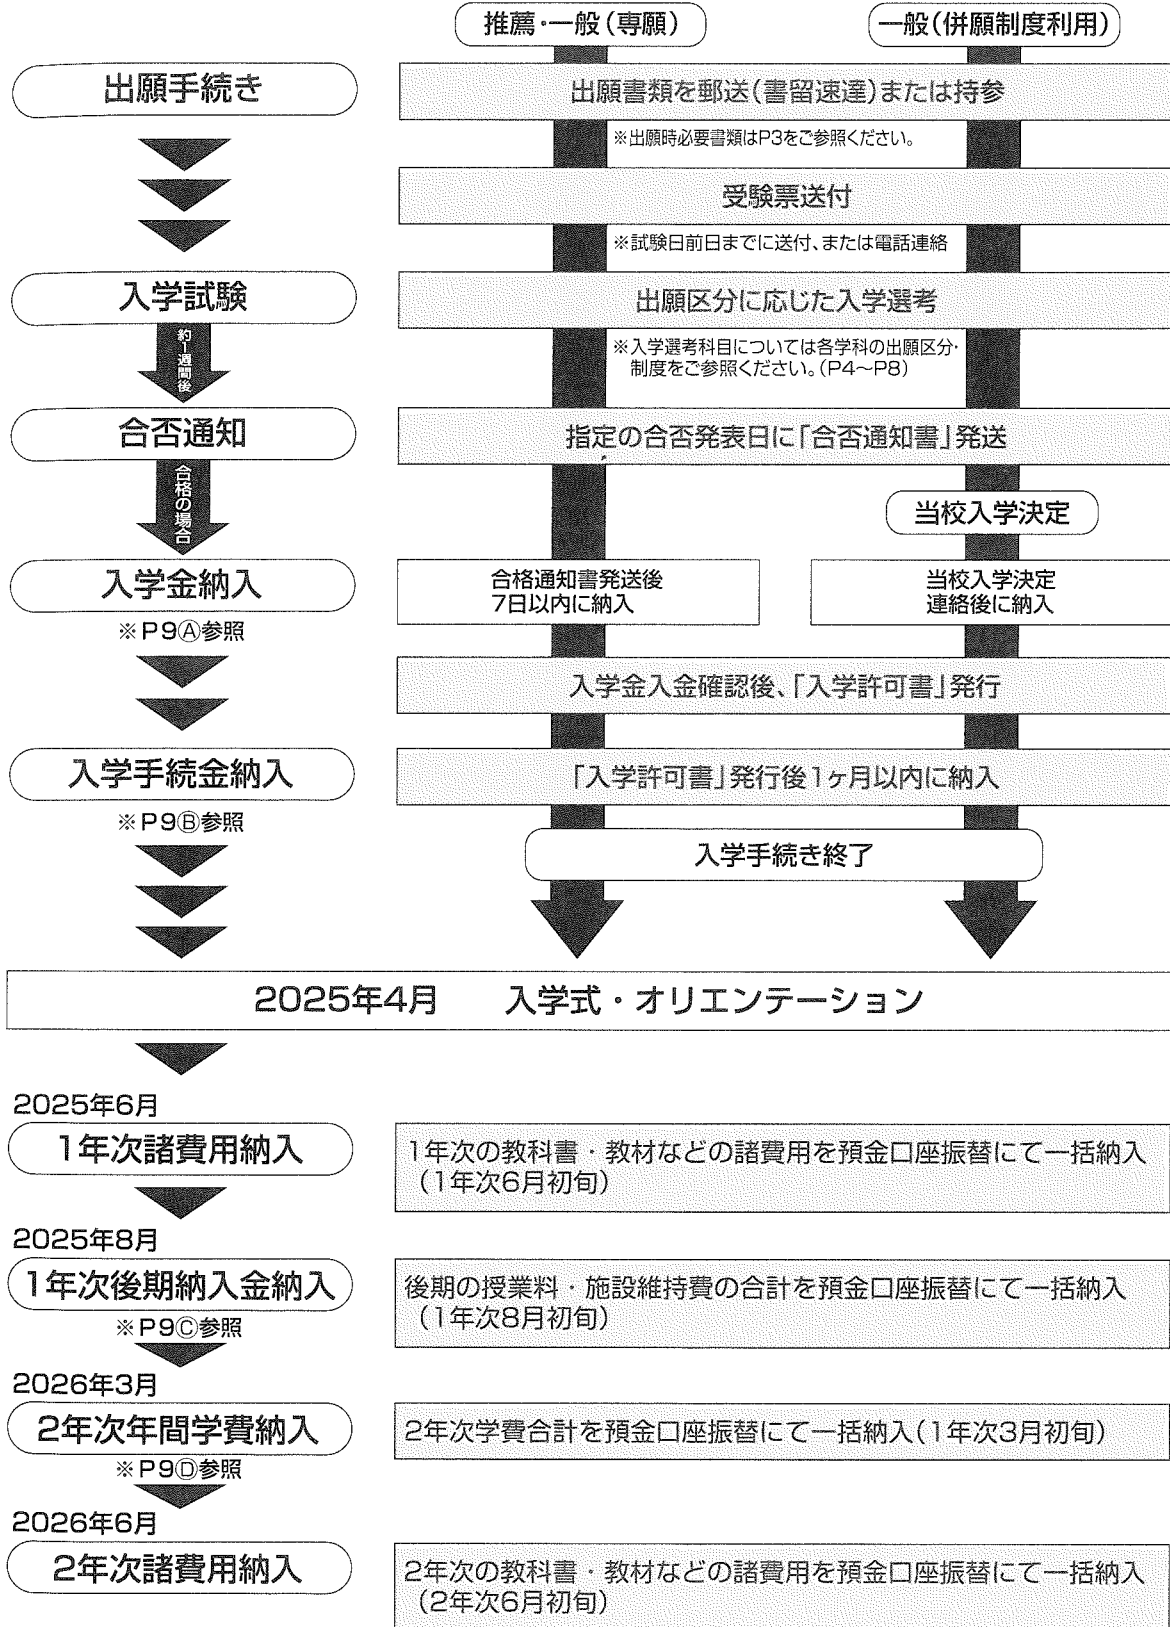 推薦・一般(専願)
一般(併願制度利用)
出願手続き
出願書類を郵送(書留速達)または持参
※出願時必要書類はP3をご参照ください。
受験票送付
※試験日前日までに送付、または電話連絡
入学試験
出願区分に応じた入学選考
約1週間後
※入学選考科目については各学科の出願区分・
制度をご参照ください。(P4〜P8)
合否通知
指定の合否発表日に「合否通知書」発送
合格の場合
当校入学決定
入学金納入
※P9Ⓐ参照
合格通知書発送後
7日以内に納入
当校入学決定
連絡後に納入
入学金入金確認後、「入学許可書」発行
入学手続金納入
※P9Ⓑ参照
「入学許可書」発行後1ヶ月以内に納入
入学手続き終了
2025年4月 入学式・オリエンテーション
2025年6月
1年次諸費用納入
1年次の教科書・教材などの諸費用を預金口座振替にて一括納入
(1年次6月初旬)
2025年8月
1年次後期納入金納入
※P9Ⓒ参照
後期の授業料・施設維持費の合計を預金口座振替にて一括納入
(1年次8月初旬)
2026年3月
2年次年間学費納入
※P9Ⓓ参照
2年次学費合計を預金口座振替にて一括納入(1年次3月初旬)
2026年6月
2年次諸費用納入
2年次の教科書・教材などの諸費用を預金口座振替にて一括納入
(2年次6月初旬)